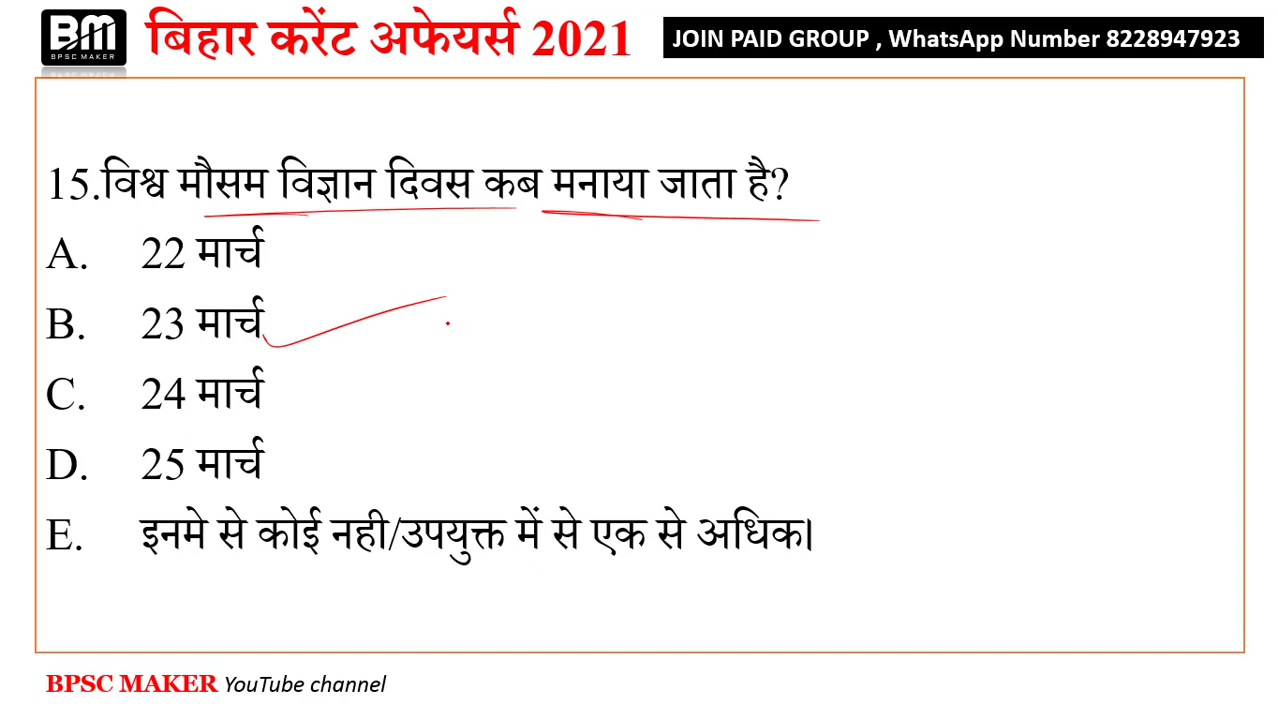 BM
BPSC MAKER
बिहार करेंट अफेयर्स 2021
JOIN PAID GROUP , WhatsApp Number 8228947923
15.विश्व मौसम विज्ञान दिवस कब मनाया जाता है?
A. 22 मार्च
B. 23 मार्च
C. 24 मार्च
D. 25 मार्च
E. इनमे से कोई नही/उपयुक्त में से एक से अधिक।
BPSC MAKER YouTube channel